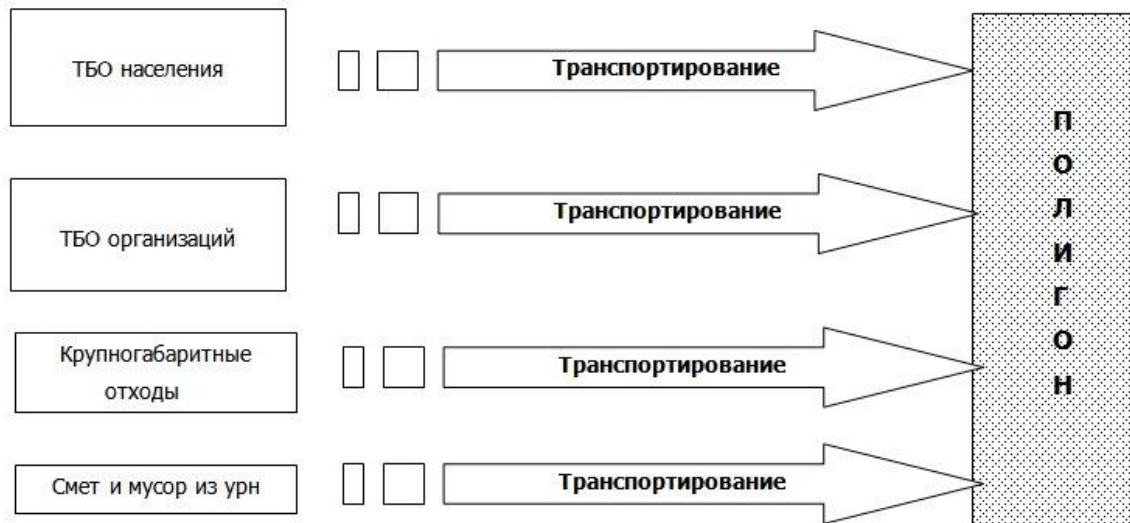 ТБО населения
Транспортирование
ТБО организаций
Транспортирование
Крупногабаритные
отходы
Транспортирование
Смет и мусор из урн
Транспортирование
П
О
Л
И
Г
О
Н